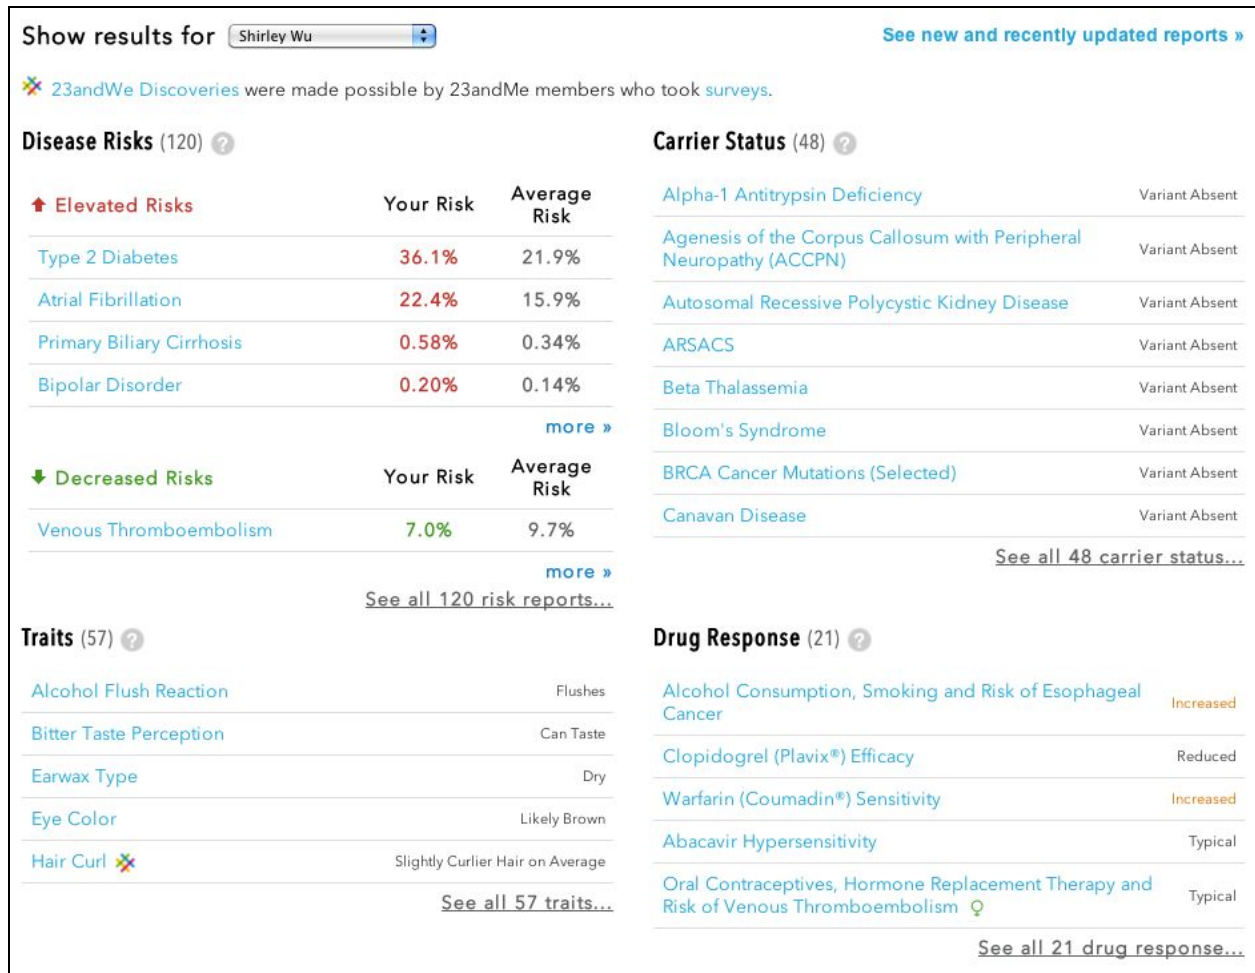 Show results for Shirley Wu
See new and recently updated reports »
23andWe Discoveries were made possible by 23andMe members who took surveys.
Disease Risks (120) ?
Elevated Risks Your Risk Average
Risk
Type 2 Diabetes 36.1% 21.9%
Atrial Fibrillation 22.4% 15.9%
Primary Biliary Cirrhosis 0.58% 0.34%
Bipolar Disorder 0.20% 0.14%
more »
Decreased Risks Your Risk Average
Risk
Venous Thromboembolism 7.0% 9.7%
more »
See all 120 risk reports...
Carrier Status (48) ?
Alpha-1 Antitrypsin Deficiency Variant Absent
Agenesis of the Corpus Callosum with Peripheral
Neuropathy (ACCPN) Variant Absent
Autosomal Recessive Polycystic Kidney Disease Variant Absent
ARSACS Variant Absent
Beta Thalassemia Variant Absent
Bloom's Syndrome Variant Absent
BRCA Cancer Mutations (Selected) Variant Absent
Canavan Disease Variant Absent
See all 48 carrier status...
Traits (57) ?
Alcohol Flush Reaction Flushes
Bitter Taste Perception Can Taste
Earwax Type Dry
Eye Color Likely Brown
Hair Curl Slightly Curlier Hair on Average
See all 57 traits...
Drug Response (21) ?
Alcohol Consumption, Smoking and Risk of Esophageal
Cancer Increased
Clopidogrel (Plavix®) Efficacy Reduced
Warfarin (Coumadin®) Sensitivity Increased
Abacavir Hypersensitivity Typical
Oral Contraceptives, Hormone Replacement Therapy and
Risk of Venous Thromboembolism ♀ Typical
See all 21 drug response...